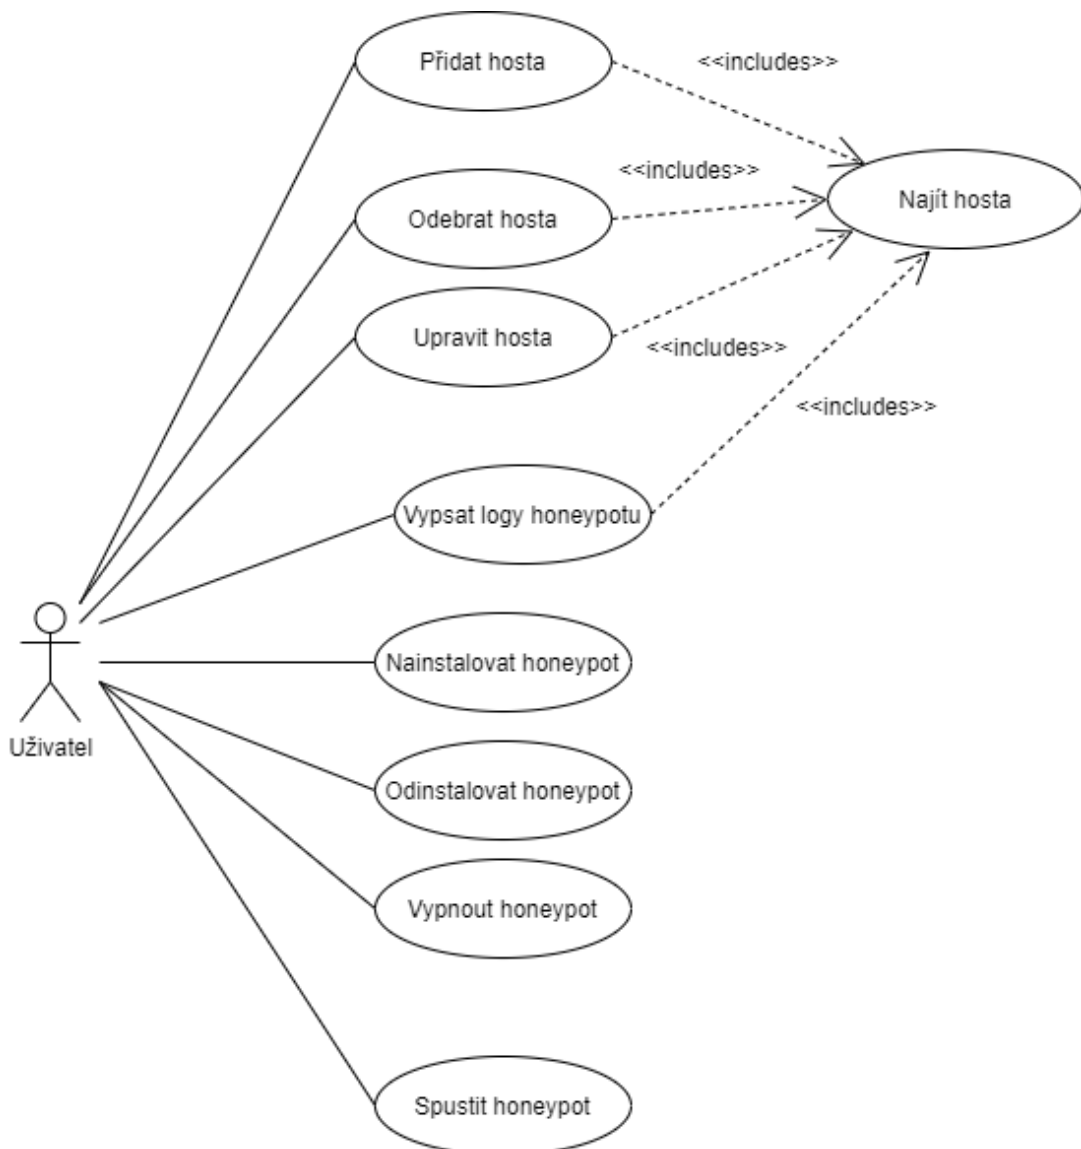 Přidat hosta
<<includes>>
<<includes>>
Najít hosta
Odebrat hosta
Upravit hosta
<<includes>>
<<includes>>
Vypsat logy honeypotu
Nainstalovat honeypot
Uživatel
Odinstalovat honeypot
Vypnout honeypot
Spustit honeypot